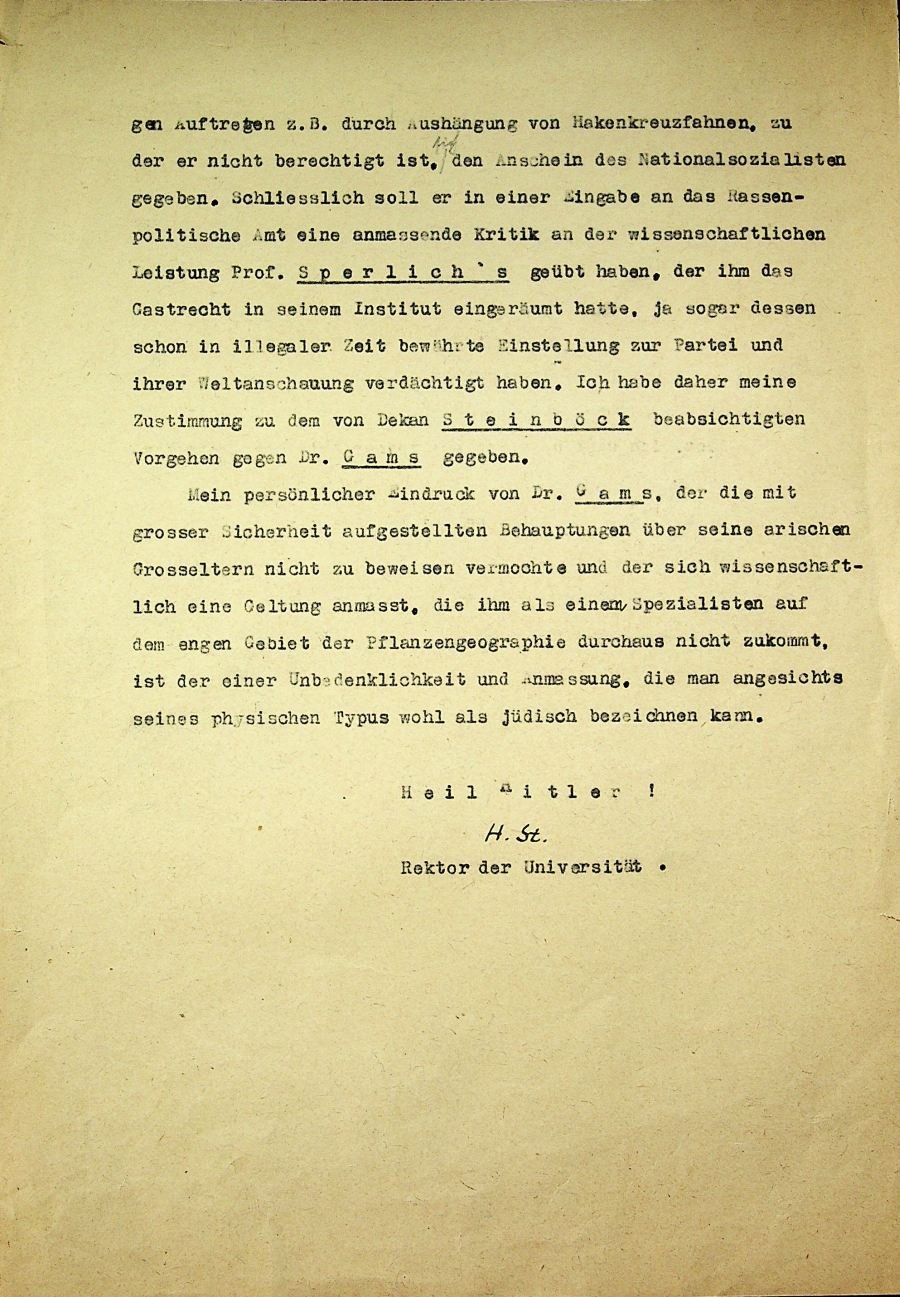 gen Auftreten z.B. durch Aushängung von Hakenkreuzfahnen, zu
der er nicht berechtigt ist, den Anschein des Nationalsozialisten
gegeben. Schliesslich soll er in einer Eingabe an das Rassen-
politische Amt eine anmassende Kritik an der wissenschaftlichen
Leistung Prof. S p e r l i c h ` s geübt haben, der ihm das
Gastrecht in seinem Institut eingeräumt hatte, ja sogar dessen
schon in illegaler Zeit bewährte Einstellung zur Partei und
ihrer Weltanschauung verdächtigt haben. Ich habe daher meine
Zustimmung zu dem von Dekan S t e i n b ö c k beabsichtigten
Vorgehen gegen Dr. G a m s gegeben.
Mein persönlicher Eindruck von Dr. G a m s, der die mit
grosser Sicherheit aufgestellten Behauptungen über seine arischen
Grosseltern nicht zu beweisen vermochte und der sich wissenschaft-
lich eine Geltung anmasst, die ihm als einem Spezialisten auf
dem engen Gebiet der Pflanzengeographie durchaus nicht zukommt,
ist der einer Unbedenklichkeit und Anmassung, die man angesichts
seines physischen Typus wohl als jüdisch bezeichnen kann.
H e i l H i t l e r !
H. St.
Rektor der Universität .